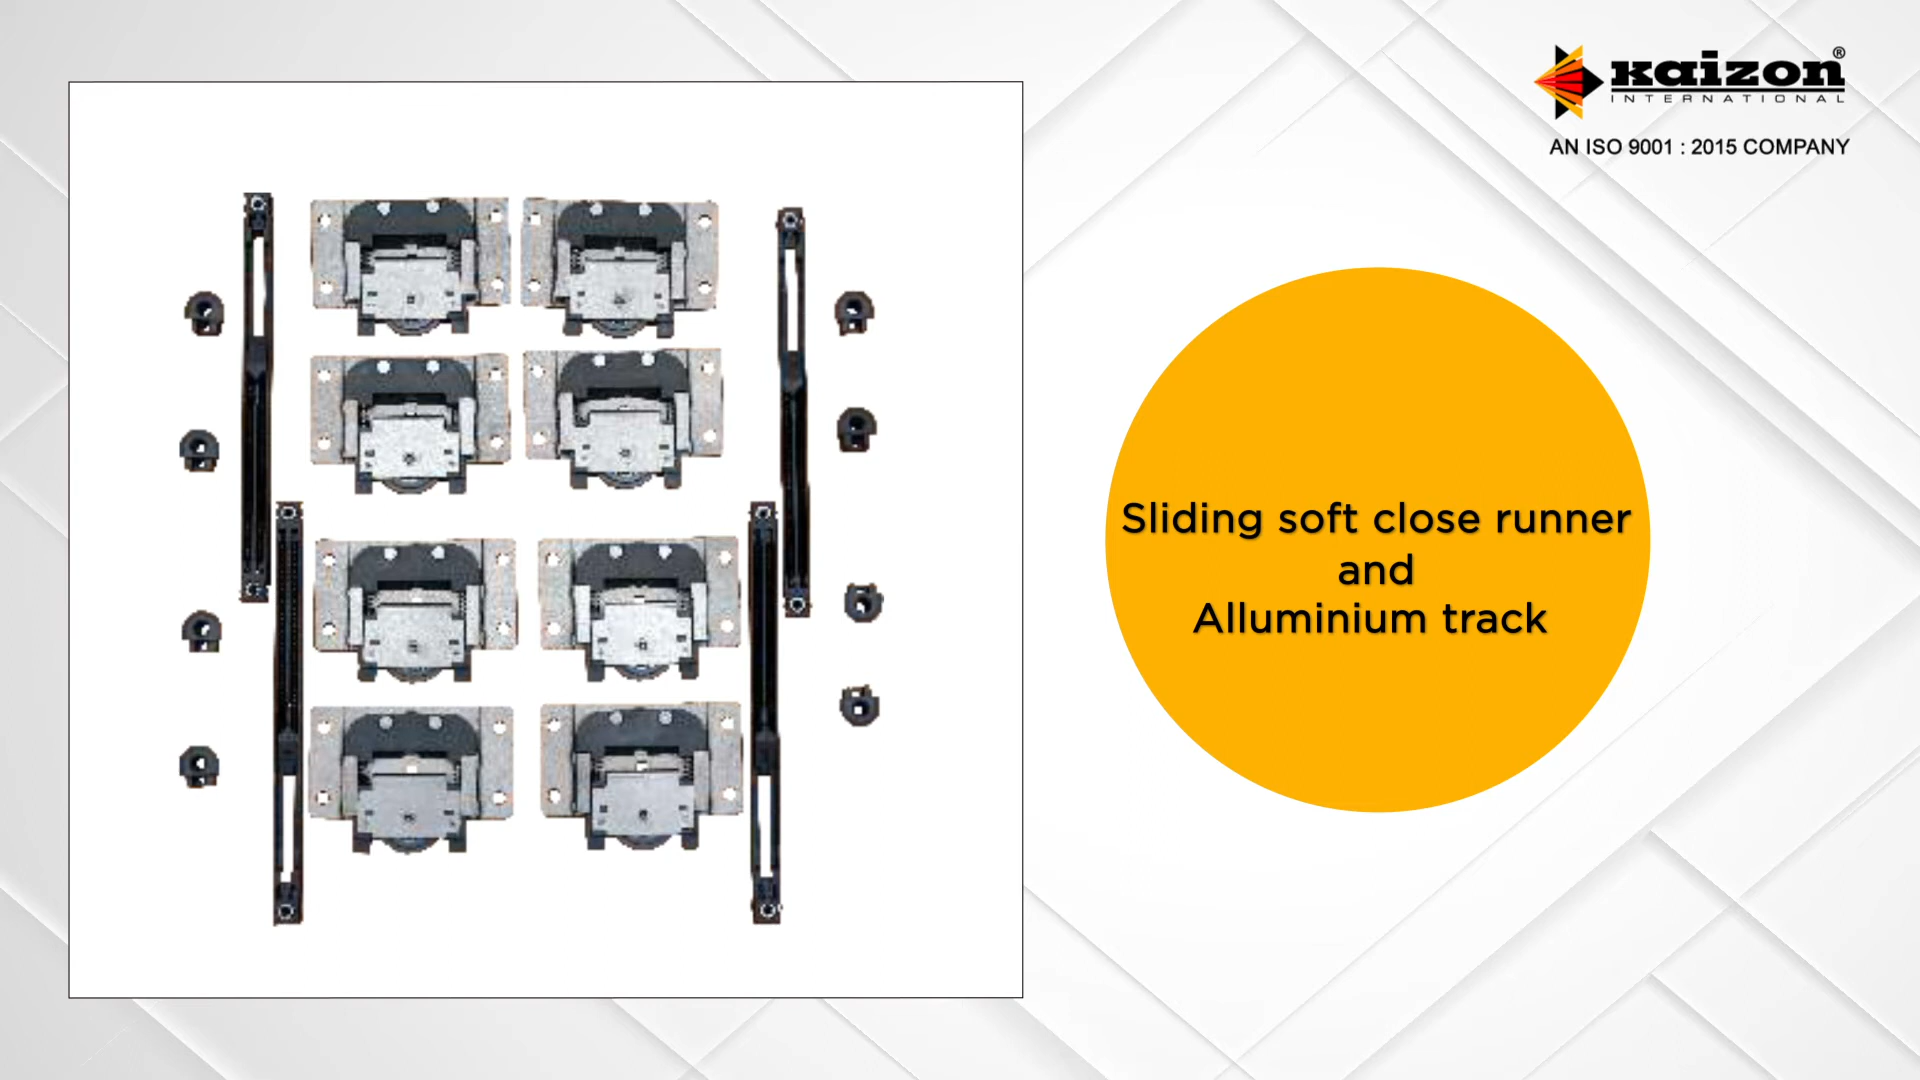 kaizon®
INTERNATIONAL
AN ISO 9001 : 2015 COMPANY
Sliding soft close runner
and
Alluminium track